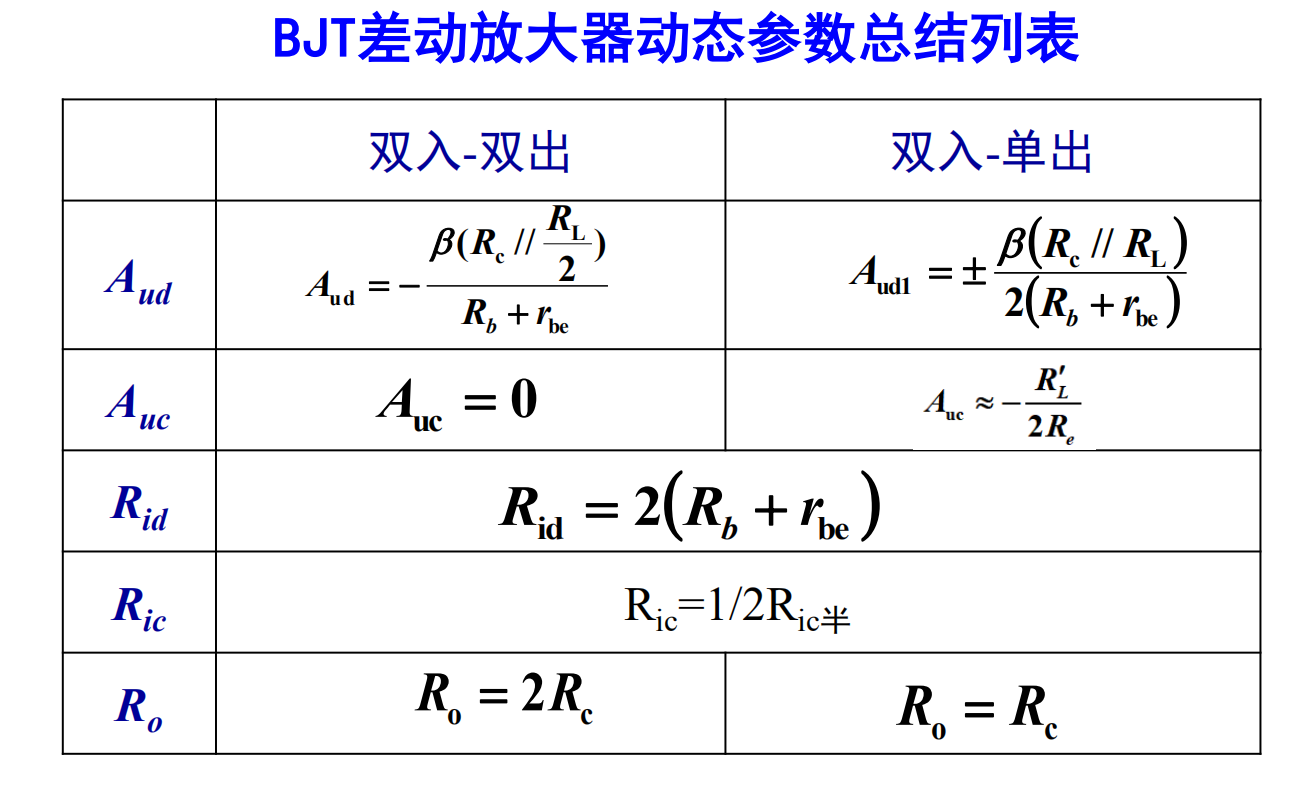 BJT差动放大器动态参数总结列表
双入-双出 双入-单出
A_{ud} A_{ud} = -\frac{β(R_c // \frac{R_L}{2})}{R_b + r_{be}} A_{ud1} = ±\frac{β(R_c // R_L)}{2(R_b + r_{be})}
A_{uc} A_{uc} = 0 A_{uc} ≈ -\frac{R'_L}{2R_e}
R_{id} R_{id} = 2(R_b + r_{be})
R_{ic} R_{ic}=1/2R_{ic半}
R_o R_o = 2R_c R_o = R_c